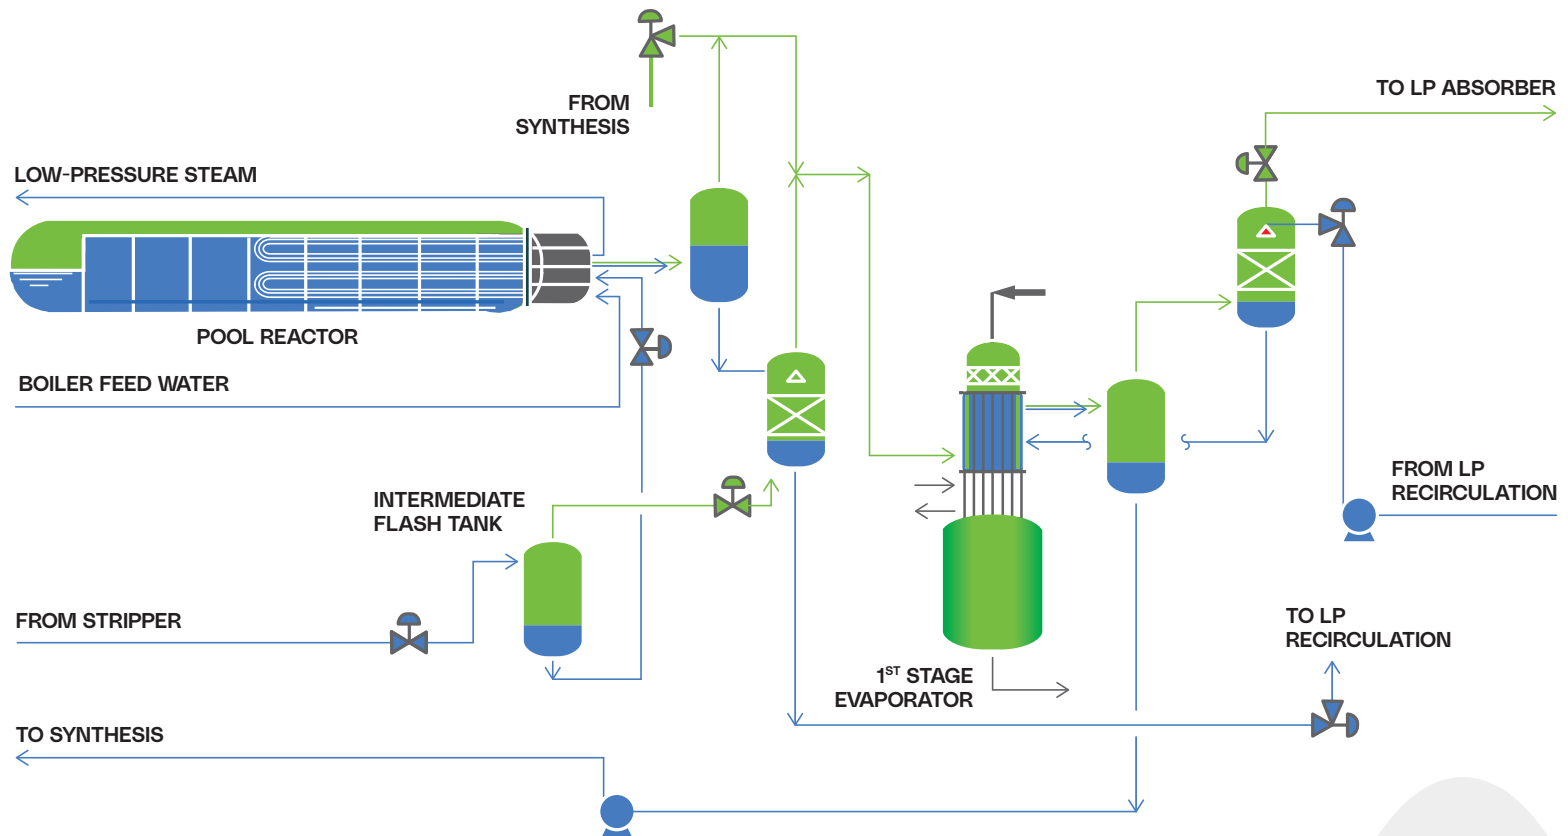 FROM
SYNTHESIS
TO LP ABSORBER
LOW-PRESSURE STEAM
POOL REACTOR
BOILER FEED WATER
FROM LP
RECIRCULATION
INTERMEDIATE
FLASH TANK
FROM STRIPPER
TO LP
RECIRCULATION
1ST STAGE
EVAPORATOR
TO SYNTHESIS